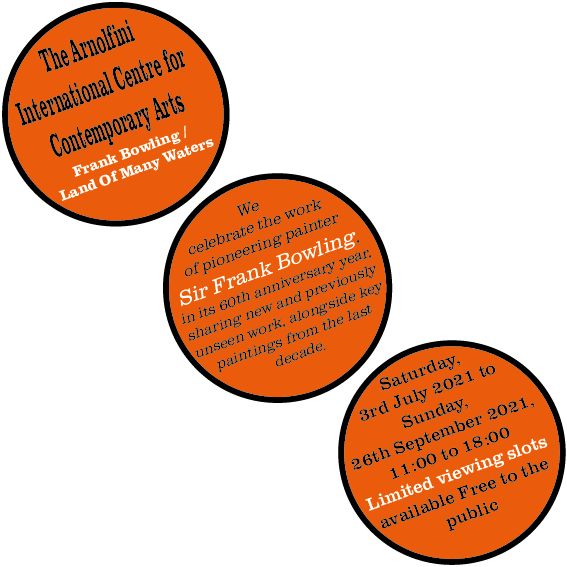 The Arnolfini
International Centre for
Contemporary Arts
Frank Bowling /
Land Of Many Waters
We
celebrate the work
of pioneering painter
Sir Frank Bowling,
in its 60th anniversary year,
sharing new and previously
unseen work, alongside key
paintings from the last
decade.
Saturday,
3rd July 2021 to
Sunday,
26th September 2021,
11:00 to 18:00
Limited viewing slots
available Free to the
public